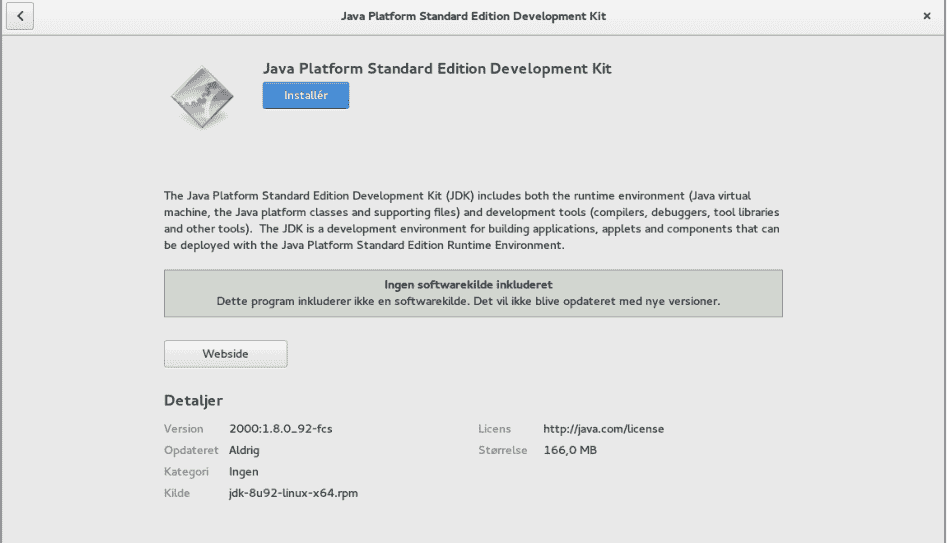 Java Platform Standard Edition Development Kit
Java Platform Standard Edition Development Kit
Installér
The Java Platform Standard Edition Development Kit (JDK) includes both the runtime environment (Java virtual
machine, the Java platform classes and supporting files) and development tools (compilers, debuggers, tool libraries
and other tools).  The JDK is a development environment for building applications, applets and components that can
be deployed with the Java Platform Standard Edition Runtime Environment.
Ingen softwarekilde inkluderet
Dette program inkluderer ikke en softwarekilde. Det vil ikke blive opdateret med nye versioner.
Webside
Detaljer
Version 2000:1.8.0_92-fcs Licens http://java.com/license
Opdateret Aldrig Størrelse 166,0 MB
Kategori Ingen
Kilde jdk-8u92-linux-x64.rpm